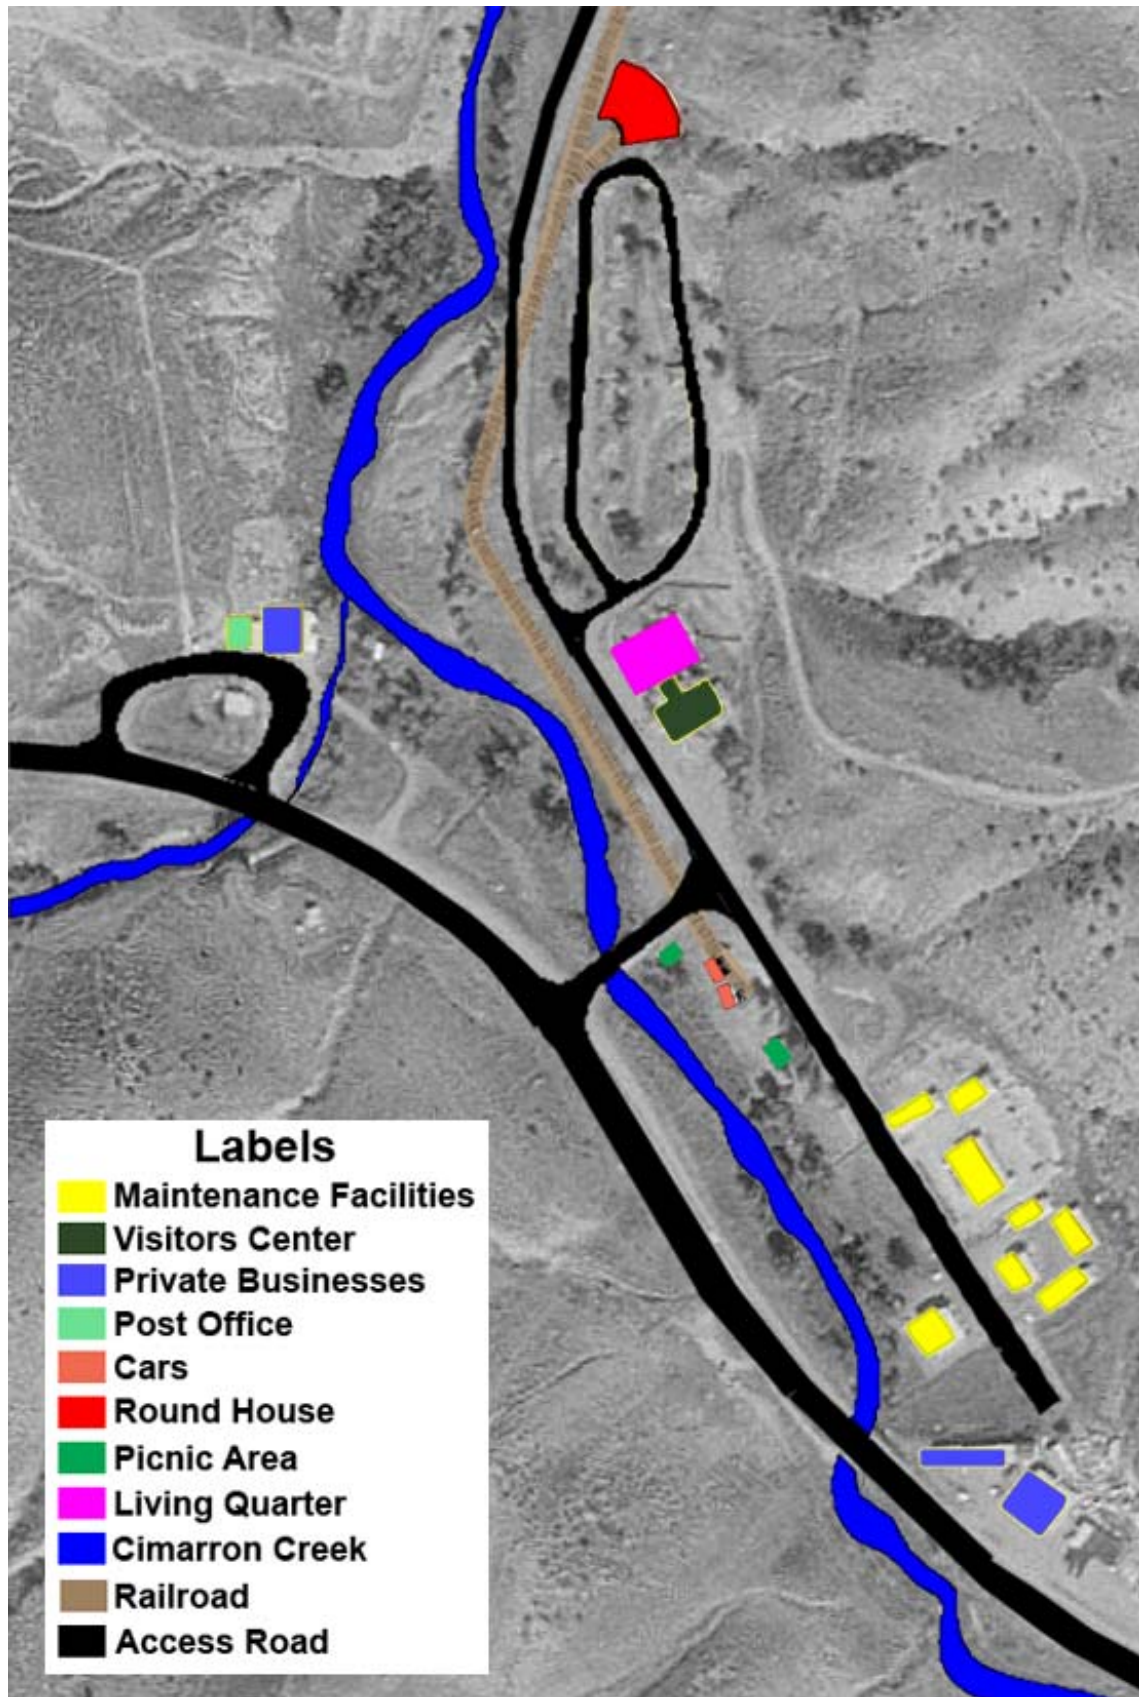 Labels
Maintenance Facilities
Visitors Center
Private Businesses
Post Office
Cars
Round House
Picnic Area
Living Quarter
Cimarron Creek
Railroad
Access Road